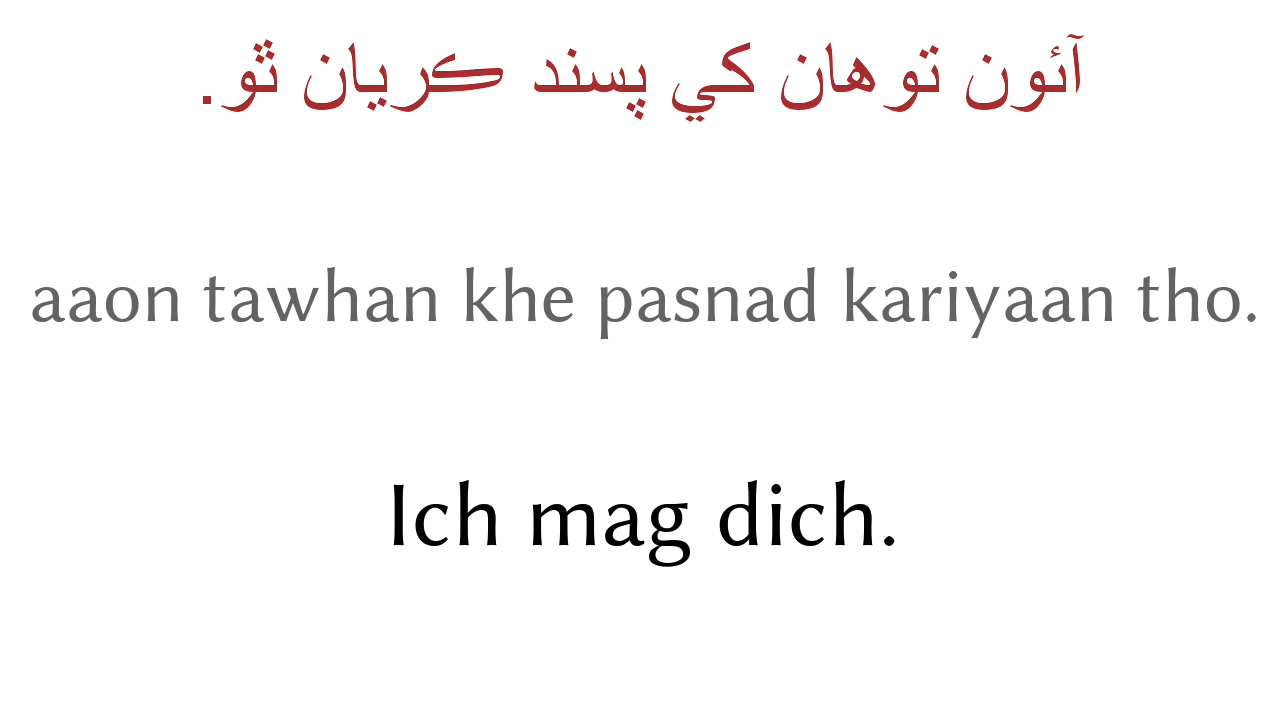 آئون توهان کي پسند ڪريان ٿو.
aaon tawhan khe pasnad kariyaan tho.
Ich mag dich.